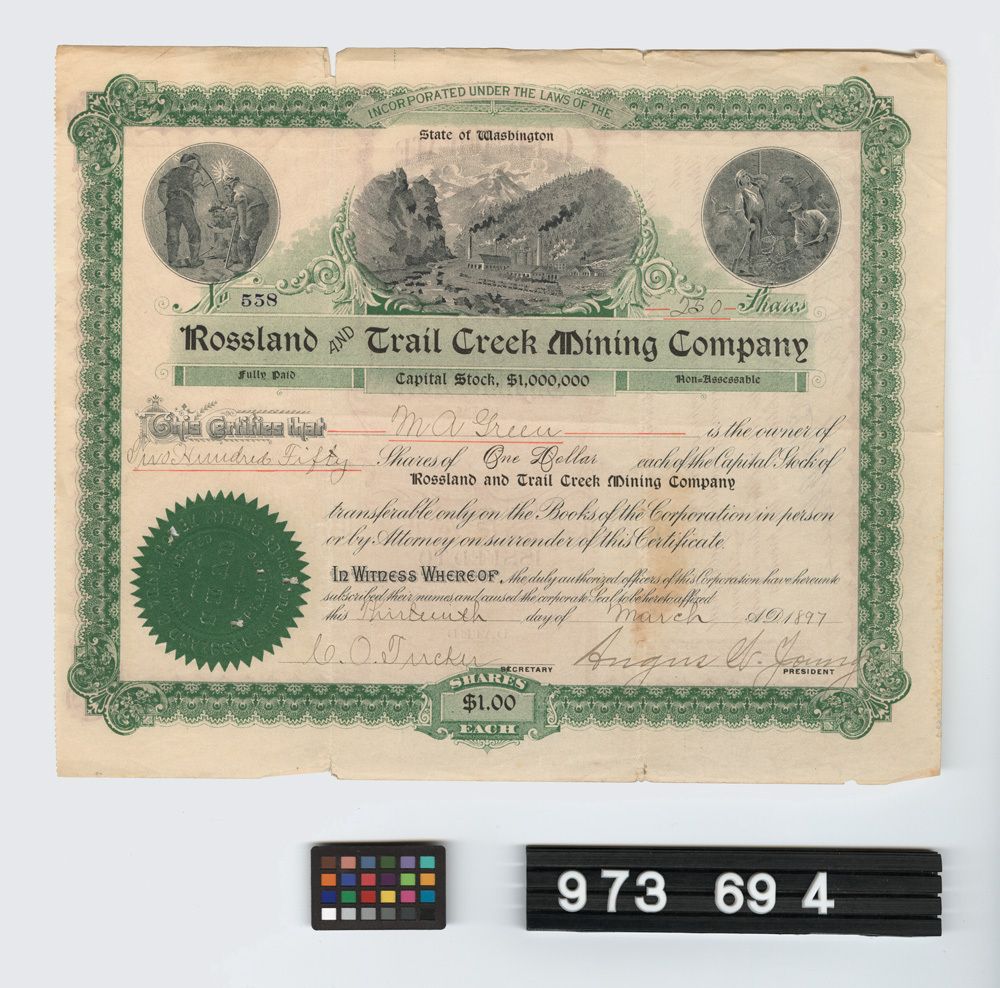 INCORPORATED UNDER THE LAWS OF THE
State of Washington
No 558
250 Shares
Rossland AND Trail Creek Mining Company
Fully Paid
Capital Stock, $1,000,000
Non=Assessable
This Certifies that M A Green is the owner of
Two Hundred Fifty Shares of One Dollar each of the Capital Stock of
Rossland and Trail Creek Mining Company
transferable only on the Books of the Corporation in person
or by Attorney on surrender of this Certificate.
IN WITNESS WHEREOF, the duly authorized officers of this Corporation have hereunto
subscribed their names and caused the corporate Seal to be hereto affixed
this Thirteenth day of March A.D. 1897
C. O. Tucker SECRETARY
Angus W. Young PRESIDENT
SHARES
$1.00
EACH
973 69 4